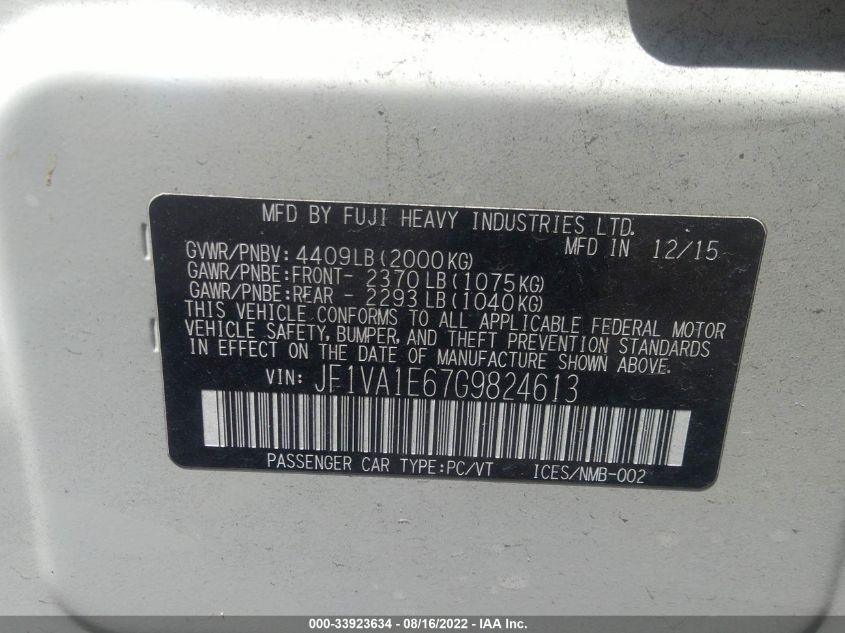 MFD BY FUJI HEAVY INDUSTRIES LTD.
MFD IN 12/15
GVWR/PNBV: 4409LB(2000KG)
GAWR/PNBE:FRONT- 2370LB(1075KG)
GAWR/PNBE:REAR - 2293LB(1040KG)
THIS VEHICLE CONFORMS TO ALL APPLICABLE FEDERAL MOTOR
VEHICLE SAFETY, BUMPER, AND THEFT PREVENTION STANDARDS
IN EFFECT ON THE DATE OF MANUFACTURE SHOWN ABOVE.
VIN: JF1VA1E67G9824613
PASSENGER CAR TYPE:PC/VT ICES/NMB-002
000-33923634 - 08/16/2022 - IAA Inc.